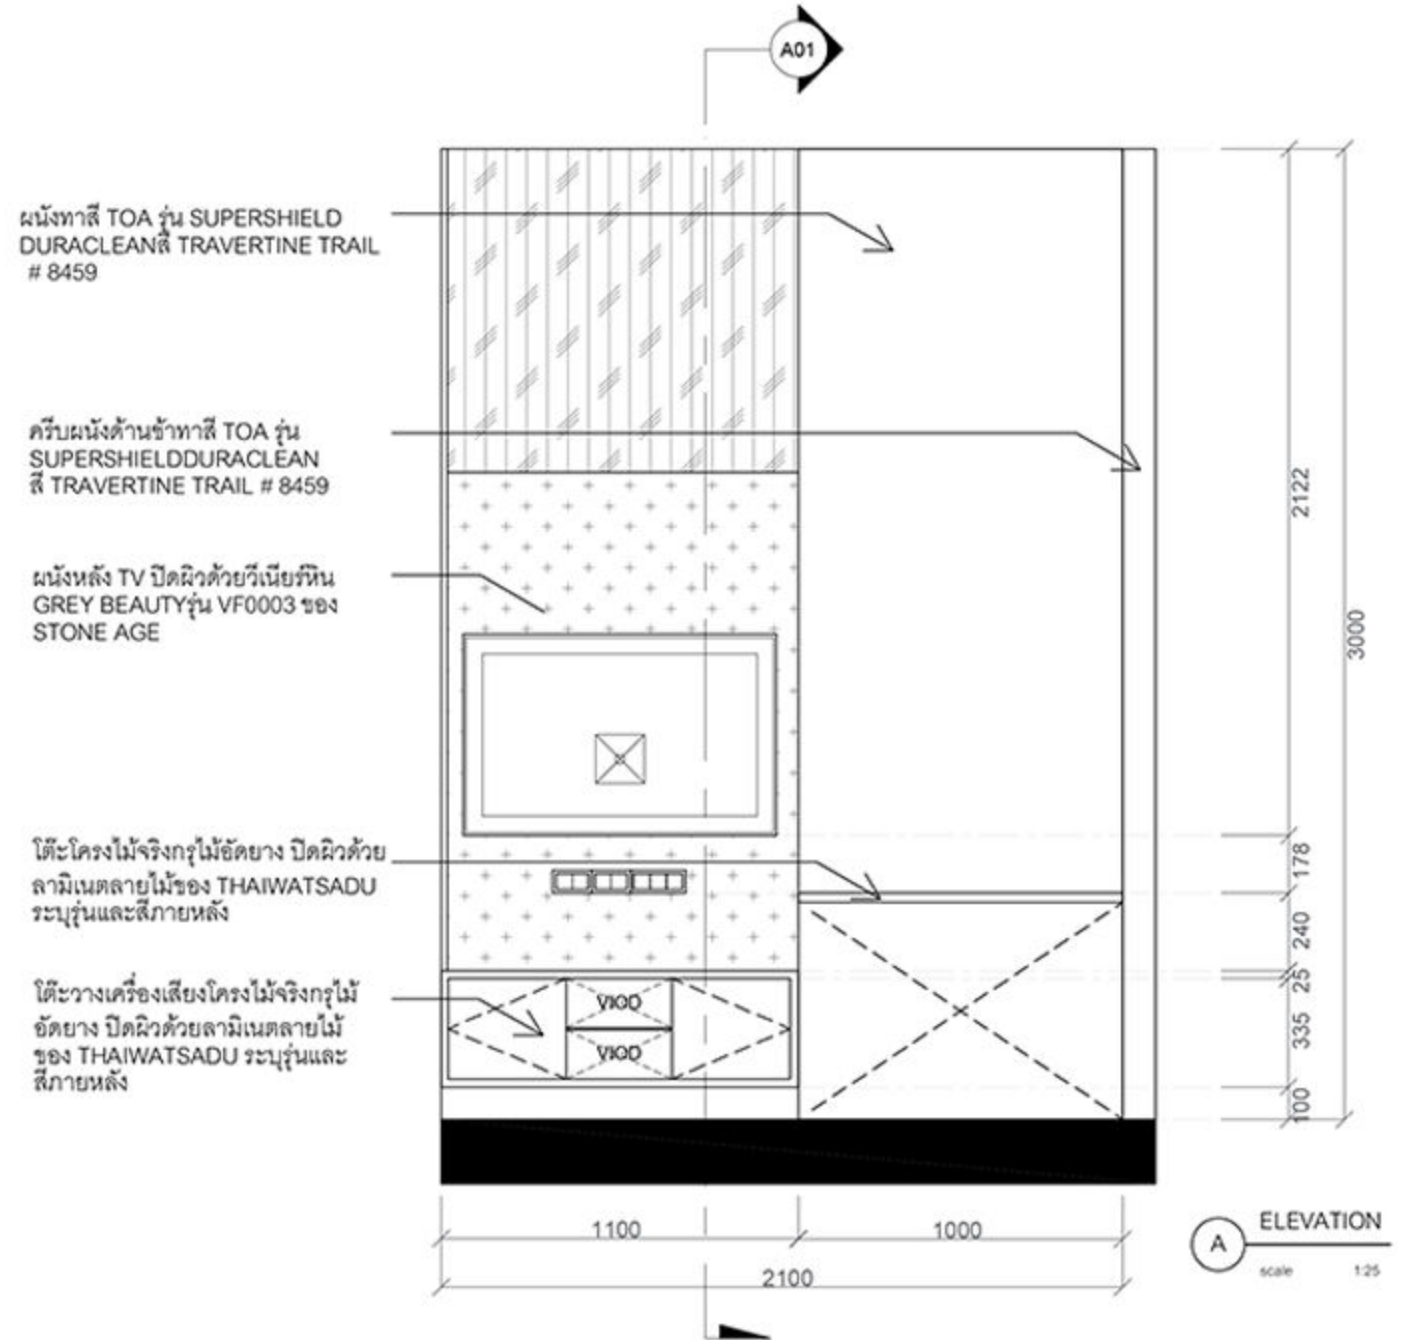 A01
ผนังทาสี TOA รุ่น SUPERSHIELD
DURACLEANสี TRAVERTINE TRAIL
# 8459
ครีบผนังด้านข้าทาสี TOA รุ่น
SUPERSHIELDDURACLEAN
สี TRAVERTINE TRAIL # 8459
ผนังหลัง TV ปิดผิวด้วยวีเนียร์หิน
GREY BEAUTYรุ่น VF0003 ของ
STONE AGE
โต๊ะโครงไม้จริงกรุไม้อัดยาง ปิดผิวด้วย
ลามิเนตลายไม้ของ THAIWATSADU
ระบุรุ่นและสีภายหลัง
โต๊ะวางเครื่องเสียงโครงไม้จริงกรุไม้
อัดยาง ปิดผิวด้วยลามิเนตลายไม้
ของ THAIWATSADU ระบุรุ่นและ
สีภายหลัง
VIOD
VIOD
2122
3000
178
240
25
335
100
1100
1000
2100
A
ELEVATION
scale 1:25